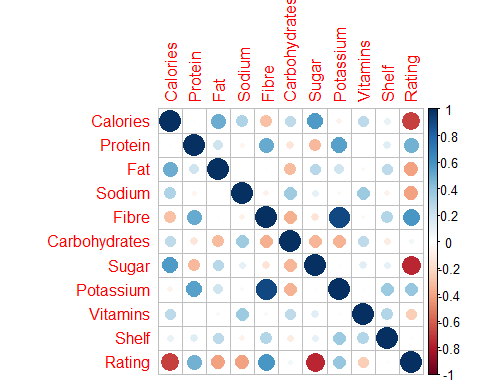 Calories
Protein
Fat
Sodium
Fibre
Carbohydrates
Sugar
Potassium
Vitamins
Shelf
Rating
Calories
Protein
Fat
Sodium
Fibre
Carbohydrates
Sugar
Potassium
Vitamins
Shelf
Rating
1
0.8
0.6
0.4
0.2
0
-0.2
-0.4
-0.6
-0.8
-1